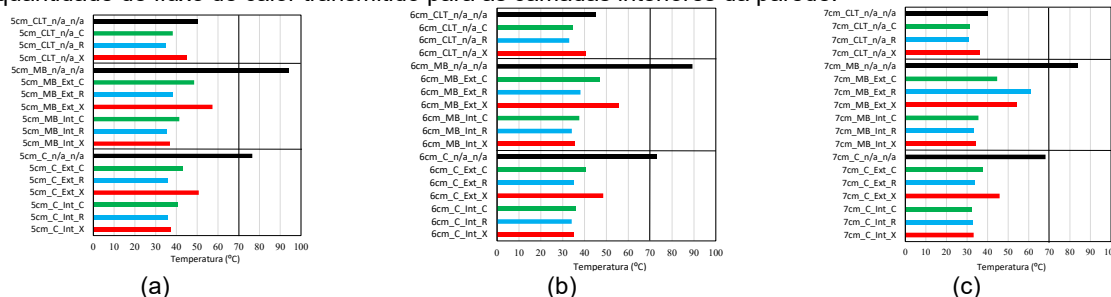 quantidade de fluxo de calor transmitido para as camadas interiores da parede.
5cm_CLT_n/a_n/a
5cm_CLT_n/a_C
5cm_CLT_n/a_R
5cm_CLT_n/a_X
5cm_MB_n/a_n/a
5cm_MB_Ext_C
5cm_MB_Ext_R
5cm_MB_Ext_X
5cm_MB_Int_C
5cm_MB_Int_R
5cm_MB_Int_X
5cm_C_n/a_n/a
5cm_C_Ext_C
5cm_C_Ext_R
5cm_C_Ext_X
5cm_C_Int_C
5cm_C_Int_R
5cm_C_Int_X
0 10 20 30 40 50 60 70 80 90 100
Temperatura (ºC)
(a)
6cm_CLT_n/a_n/a
6cm_CLT_n/a_C
6cm_CLT_n/a_R
6cm_CLT_n/a_X
6cm_MB_n/a_n/a
6cm_MB_Ext_C
6cm_MB_Ext_R
6cm_MB_Ext_X
6cm_MB_Int_C
6cm_MB_Int_R
6cm_MB_Int_X
6cm_C_n/a_n/a
6cm_C_Ext_C
6cm_C_Ext_R
6cm_C_Ext_X
6cm_C_Int_C
6cm_C_Int_R
6cm_C_Int_X
0 10 20 30 40 50 60 70 80 90 100
Temperatura (ºC)
(b)
7cm_CLT_n/a_n/a
7cm_CLT_n/a_C
7cm_CLT_n/a_R
7cm_CLT_n/a_X
7cm_MB_n/a_n/a
7cm_MB_Ext_C
7cm_MB_Ext_R
7cm_MB_Ext_X
7cm_MB_Int_C
7cm_MB_Int_R
7cm_MB_Int_X
7cm_C_n/a_n/a
7cm_C_Ext_C
7cm_C_Ext_R
7cm_C_Ext_X
7cm_C_Int_C
7cm_C_Int_R
7cm_C_Int_X
0 10 20 30 40 50 60 70 80 90 100
Temperatura (ºC)
(c)